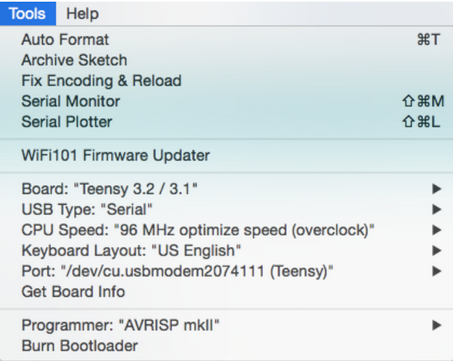 Tools Help
Auto Format ⌘T
Archive Sketch
Fix Encoding & Reload
Serial Monitor ⇧⌘M
Serial Plotter ⇧⌘L
WiFi101 Firmware Updater
Board: "Teensy 3.2 / 3.1"
USB Type: "Serial"
CPU Speed: "96 MHz optimize speed (overclock)"
Keyboard Layout: "US English"
Port: "/dev/cu.usbmodem2074111 (Teensy)"
Get Board Info
Programmer: "AVRISP mkII"
Burn Bootloader